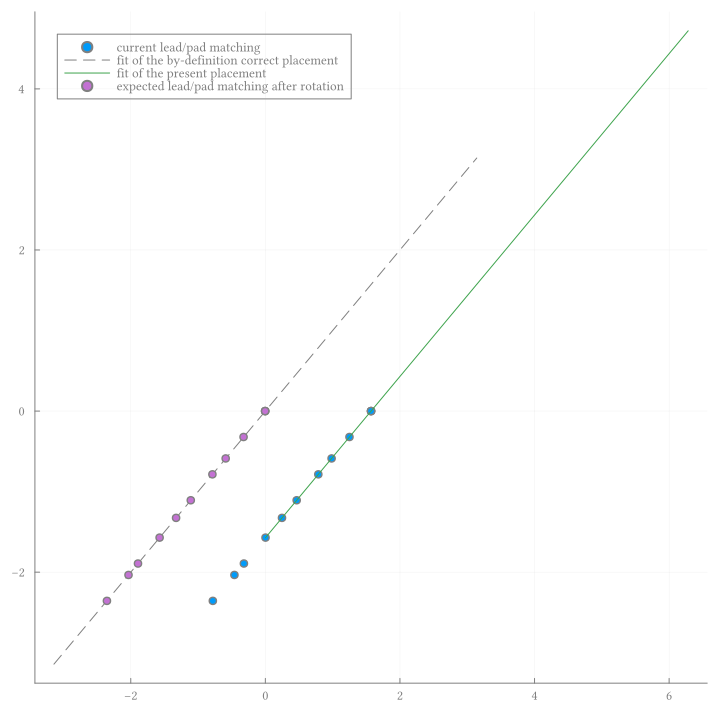 current lead/pad matching
fit of the by-definition correct placement
fit of the present placement
expected lead/pad matching after rotation
4
2
0
−2
−2
0
2
4
6